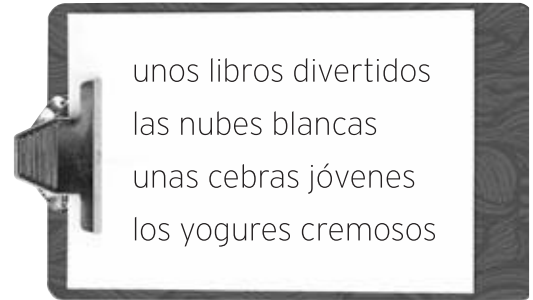 unos libros divertidos
las nubes blancas
unas cebras jóvenes
los yogures cremosos